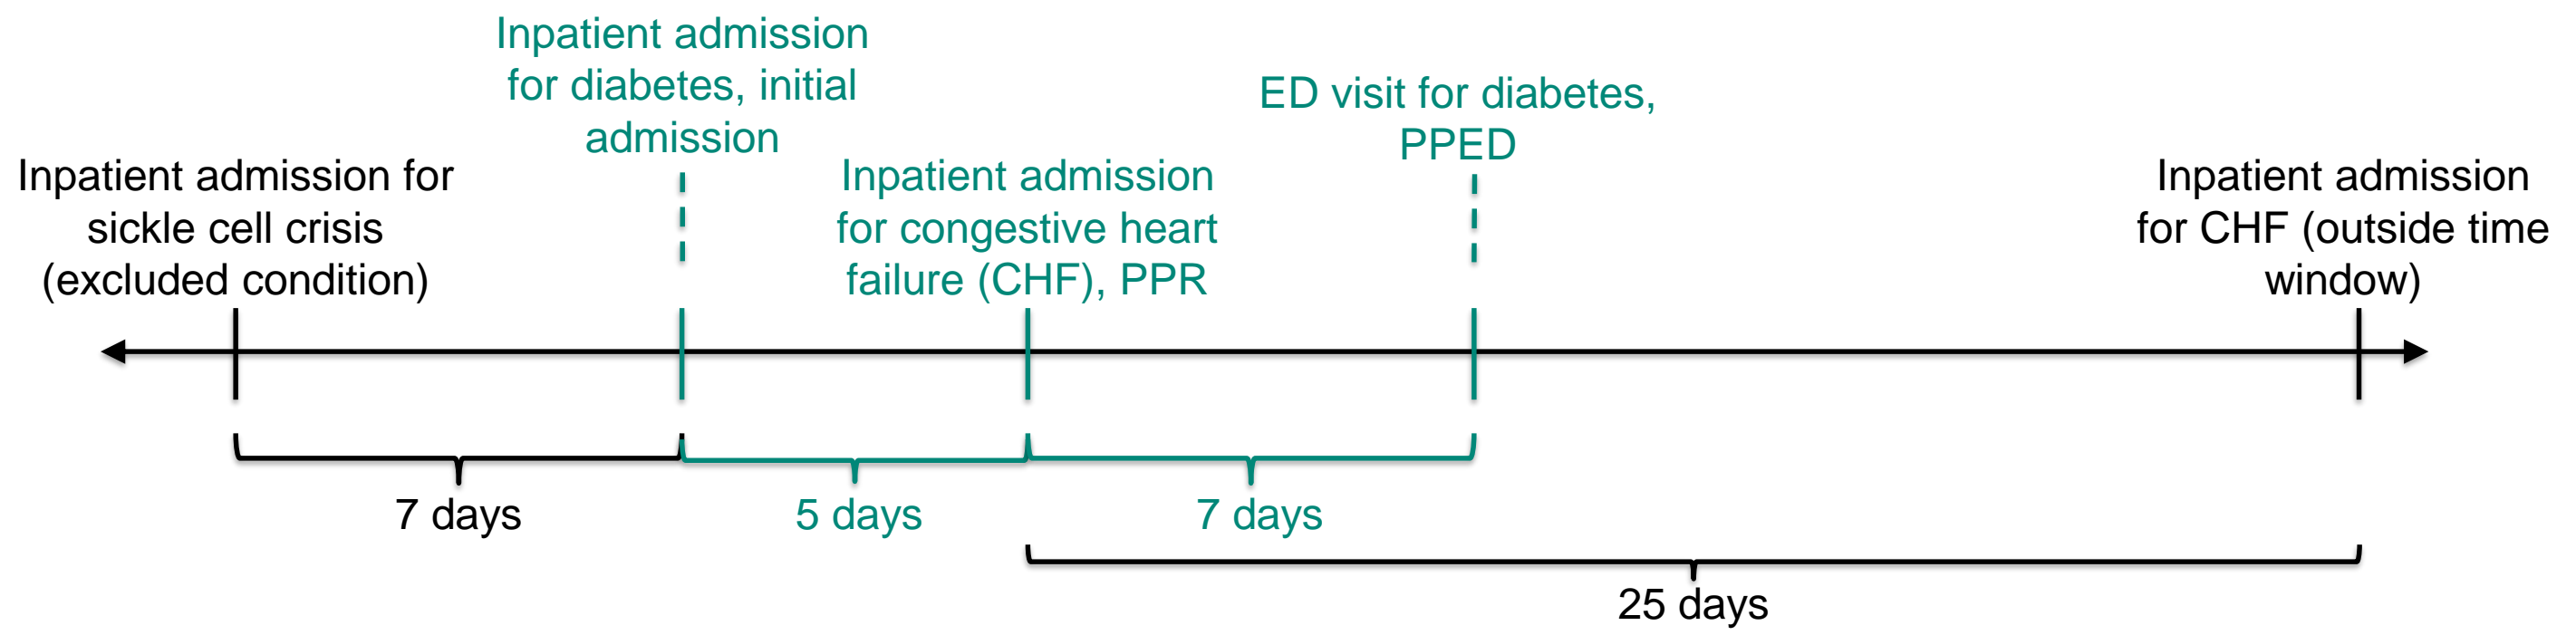 Inpatient admission for
sickle cell crisis
(excluded condition)
Inpatient admission
for diabetes, initial
admission
Inpatient admission
for congestive heart
failure (CHF), PPR
ED visit for diabetes,
PPED
Inpatient admission
for CHF (outside time
window)
7 days
5 days
7 days
25 days